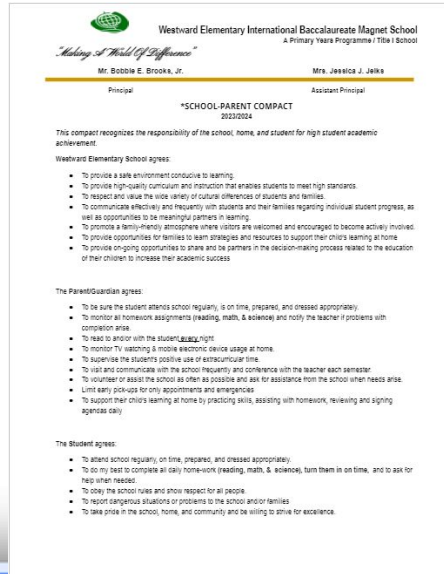 Westward Elementary International Baccalaureate Magnet School
A Primary Years Programme / Title I School
"Making A World Of Difference"
Mr. Bobbie E. Brooks, Jr.
Mrs. Jessica J. Jelks
Principal
Assistant Principal
*SCHOOL-PARENT COMPACT
2023/2024
This compact recognizes the responsibility of the school, home, and student for high student academic
achievement.
Westward Elementary School agrees:
• To provide a safe environment conducive to learning.
• To provide high-quality curriculum and instruction that enables students to meet high standards.
• To respect and value the wide variety of cultural differences of students and families.
• To communicate effectively and frequently with students and their families regarding individual student progress, as
well as opportunities to be meaningful partners in learning.
• To promote a family-friendly atmosphere where visitors are welcomed and encouraged to become actively involved.
• To provide opportunities for families to learn strategies and resources to support their child's learning at home
• To provide on-going opportunities to share and be partners in the decision-making process related to the education
of their children to increase their academic success
The Parent/Guardian agrees:
• To be sure the student attends school regularly, is on time, prepared, and dressed appropriately.
• To monitor all homework assignments (reading, math, & science) and notify the teacher if problems with
completion arise.
• To read to and/or with the student every night
• To monitor TV watching & mobile electronic device usage at home.
• To supervise the student's positive use of extracurricular time.
• To visit and communicate with the school frequently and conference with the teacher each semester.
• To volunteer or assist the school as often as possible and ask for assistance from the school when needs arise.
• Limit early pick-ups for only appointments and emergencies
• To support their child's learning at home by practicing skills, assisting with homework, reviewing and signing
agendas daily
The Student agrees:
• To attend school regularly, on time, prepared, and dressed appropriately.
• To do my best to complete all daily home-work (reading, math, & science), turn them in on time, and to ask for
help when needed.
• To obey the school rules and show respect for all people.
• To report dangerous situations or problems to the school and/or families
• To take pride in the school, home, and community and be willing to strive for excellence.